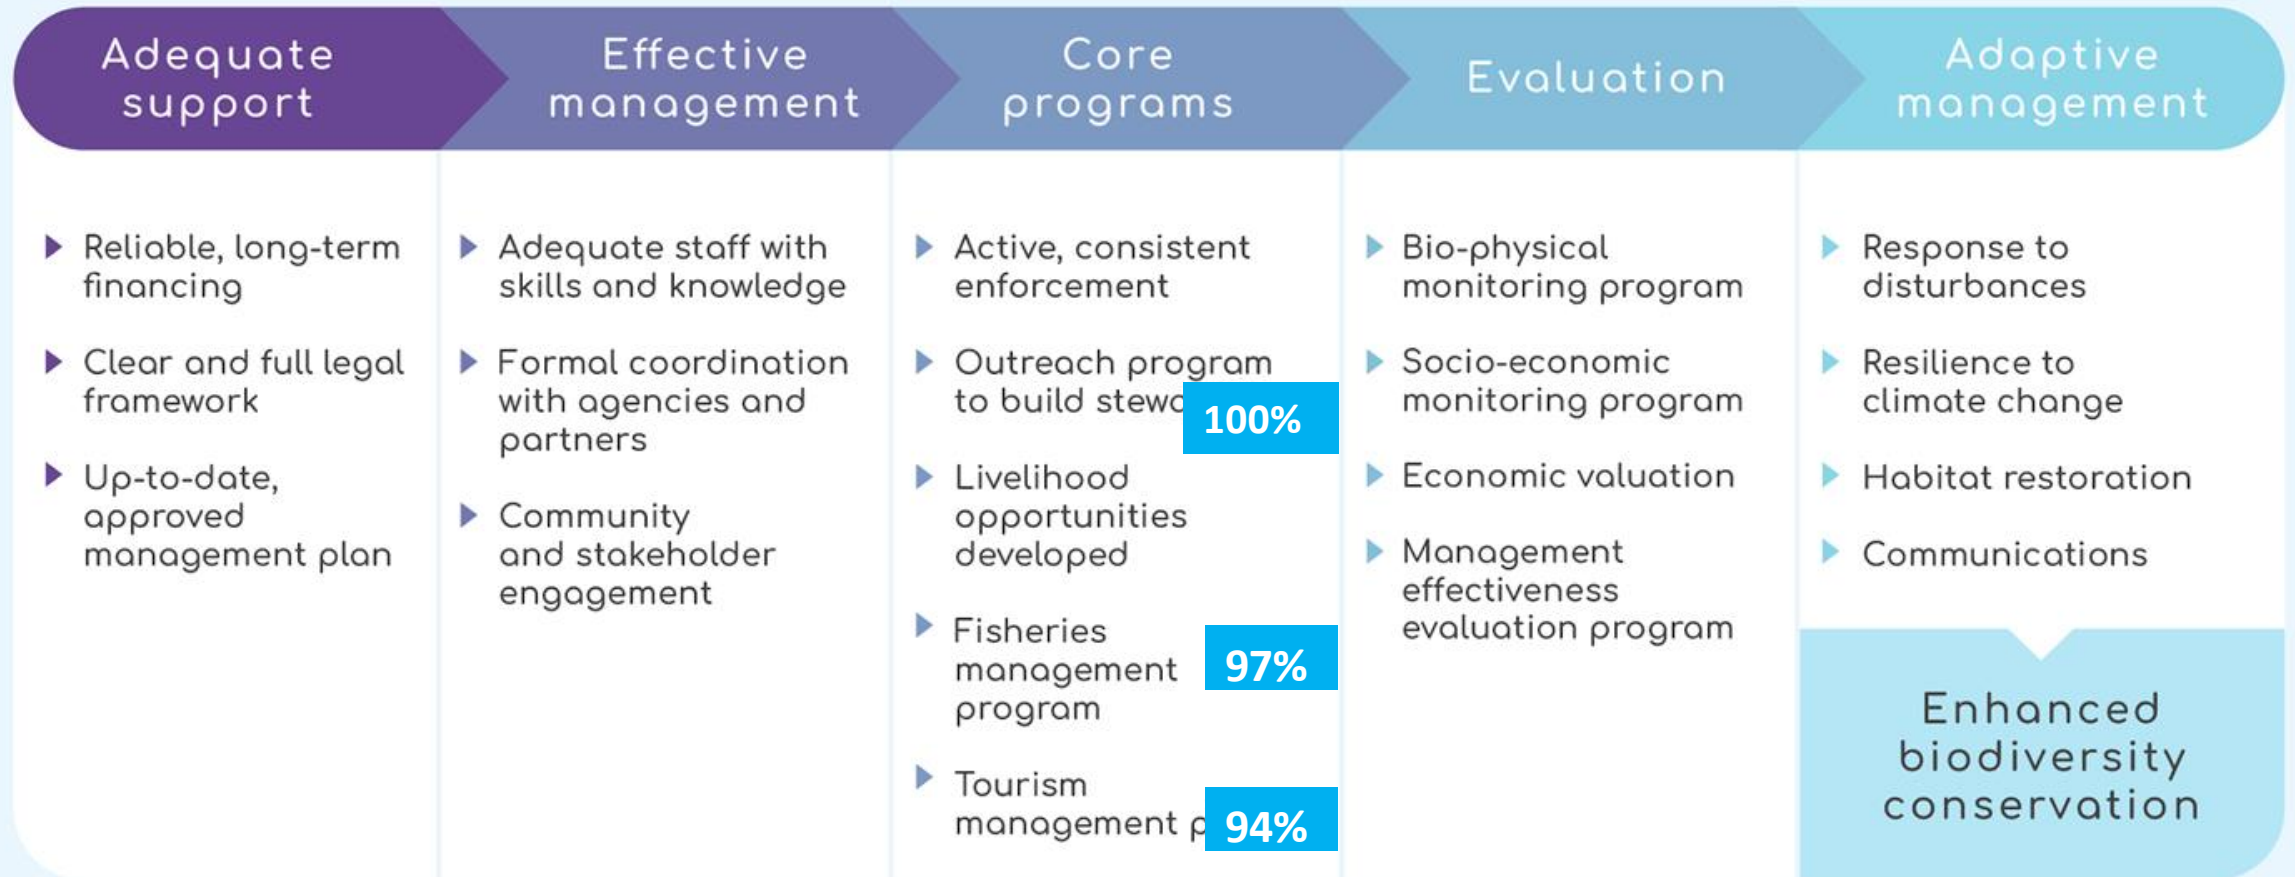 Adequate
support
Effective
management
Core
programs
Evaluation
Adaptive
management
Reliable, long-term
financing
Clear and full legal
framework
Up-to-date,
approved
management plan
Adequate staff with
skills and knowledge
Formal coordination
with agencies and
partners
Community
and stakeholder
engagement
Active, consistent
enforcement
Outreach program
to build
100%
Livelihood
opportunities
developed
Fisheries
management
program
97%
Tourism
management
94%
Bio-physical
monitoring program
Socio-economic
monitoring program
Economic valuation
Management
effectiveness
evaluation program
Response to
disturbances
Resilience to
climate change
Habitat restoration
Communications
Enhanced
biodiversity
conservation